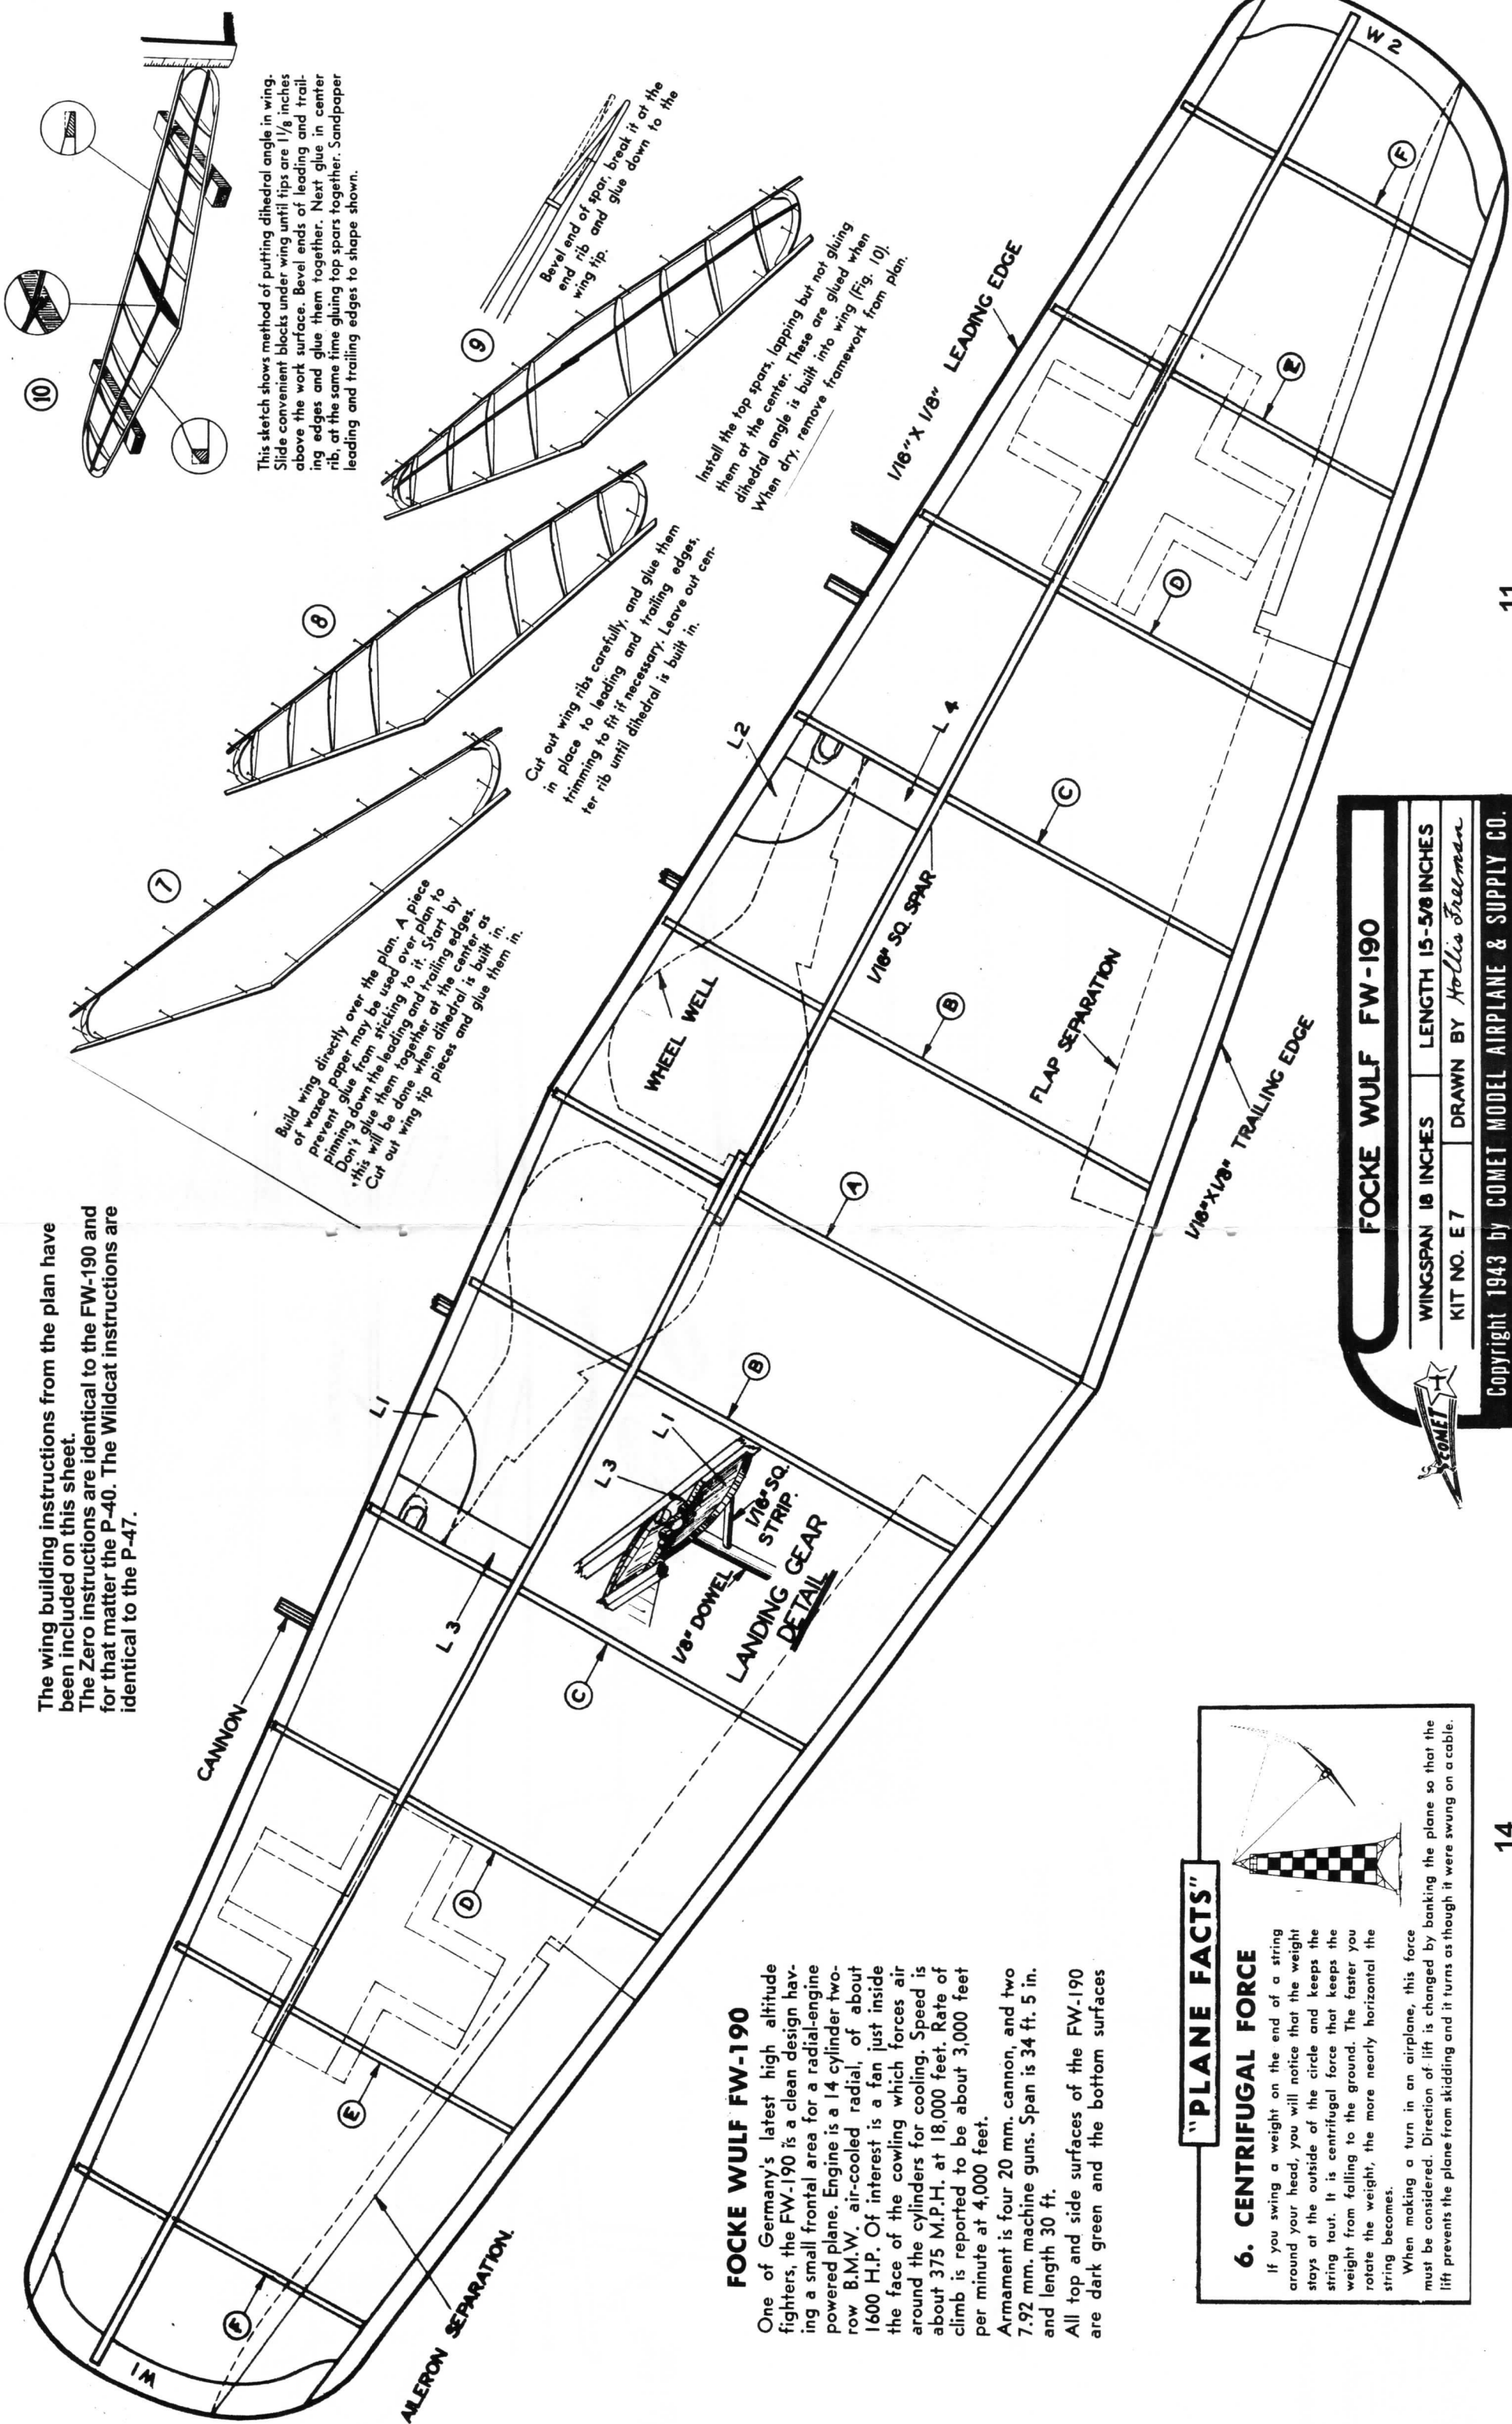 The wing building instructions from the plan have
been included on this sheet.
The Zero instructions are identical to the FW-190 and
for that matter the P-40. The Wildcat instructions are
identical to the P-47.
7
Build wing directly over the plan. A piece
of waxed paper may be used over plan to
prevent glue from sticking to it. Start by
pinning down the leading and trailing edges.
Don't glue them together at the center as
this will be done when dihedral is built in.
Cut out wing tip pieces and glue them in.
8
Cut out wing ribs carefully, and glue them
in place to leading and trailing edges,
trimming to fit if necessary. Leave out cen-
ter rib until dihedral is built in.
9
Bevel end of spar, break it at the
end rib and glue down to the
wing tip.
Install the top spars, lapping but not gluing
them at the center. These are glued when
dihedral angle is built into wing (Fig. 10).
When dry, remove framework from plan.
10
This sketch shows method of putting dihedral angle in wing.
Slide convenient blocks under wing until tips are 1 1/8 inches
above the work surface. Bevel ends of leading and trail-
ing edges and glue them together. Next glue in center
rib, at the same time gluing top spars together. Sandpaper
leading and trailing edges to shape shown.
CANNON
L1
L3
WHEEL WELL
L2
L4
1/16" SQ. SPAR
1/16" X 1/8" LEADING EDGE
W2
F
E
D
C
B
A
B
C
D
E
F
W1
FLAP SEPARATION
1/16" X 1/8" TRAILING EDGE
AILERON SEPARATION.
L3
L1
1/16" SQ.
STRIP.
1/8" DOWEL
LANDING GEAR
DETAIL
FOCKE WULF FW-190
One of Germany's latest high altitude
fighters, the FW-190 is a clean design hav-
ing a small frontal area for a radial-engine
powered plane. Engine is a 14 cylinder two-
row B.M.W. air-cooled radial, of about
1600 H.P. Of interest is a fan just inside
the face of the cowling which forces air
around the cylinders for cooling. Speed is
about 375 M.P.H. at 18,000 feet. Rate of
climb is reported to be about 3,000 feet
per minute at 4,000 feet.
Armament is four 20 mm. cannon, and two
7.92 mm. machine guns. Span is 34 ft. 5 in.
and length 30 ft.
All top and side surfaces of the FW-190
are dark green and the bottom surfaces
"PLANE FACTS"
6. CENTRIFUGAL FORCE
If you swing a weight on the end of a string
around your head, you will notice that the weight
stays at the outside of the circle and keeps the
string taut. It is centrifugal force that keeps the
weight from falling to the ground. The faster you
rotate the weight, the more nearly horizontal the
string becomes.
When making a turn in an airplane, this force
must be considered. Direction of lift is changed by banking the plane so that the
lift prevents the plane from skidding and it turns as though it were swung on a cable.
COMET
FOCKE WULF FW-190
WINGSPAN 18 INCHES
LENGTH 15-5/8 INCHES
KIT NO. E 7
DRAWN BY Hollis Freeman
Copyright 1943 by COMET MODEL AIRPLANE & SUPPLY CO.
14
11